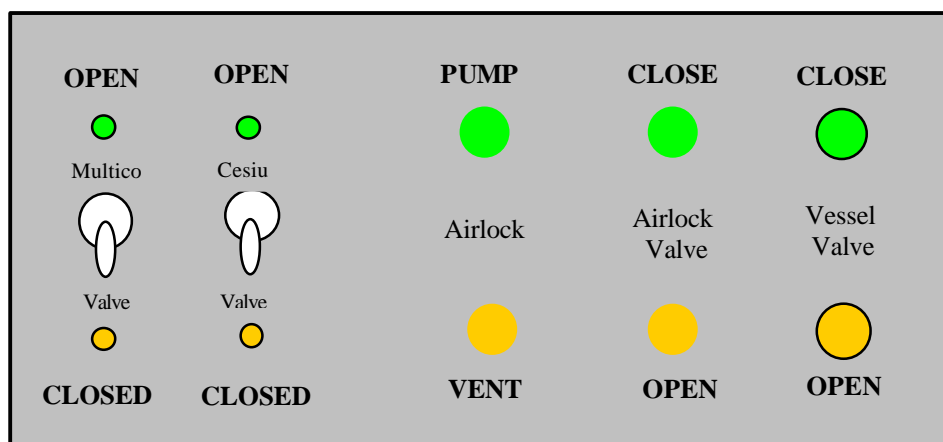 OPEN
Multico
Valve
CLOSED
OPEN
Cesiu
Valve
CLOSED
PUMP
Airlock
VENT
CLOSE
Airlock
Valve
OPEN
CLOSE
Vessel
Valve
OPEN